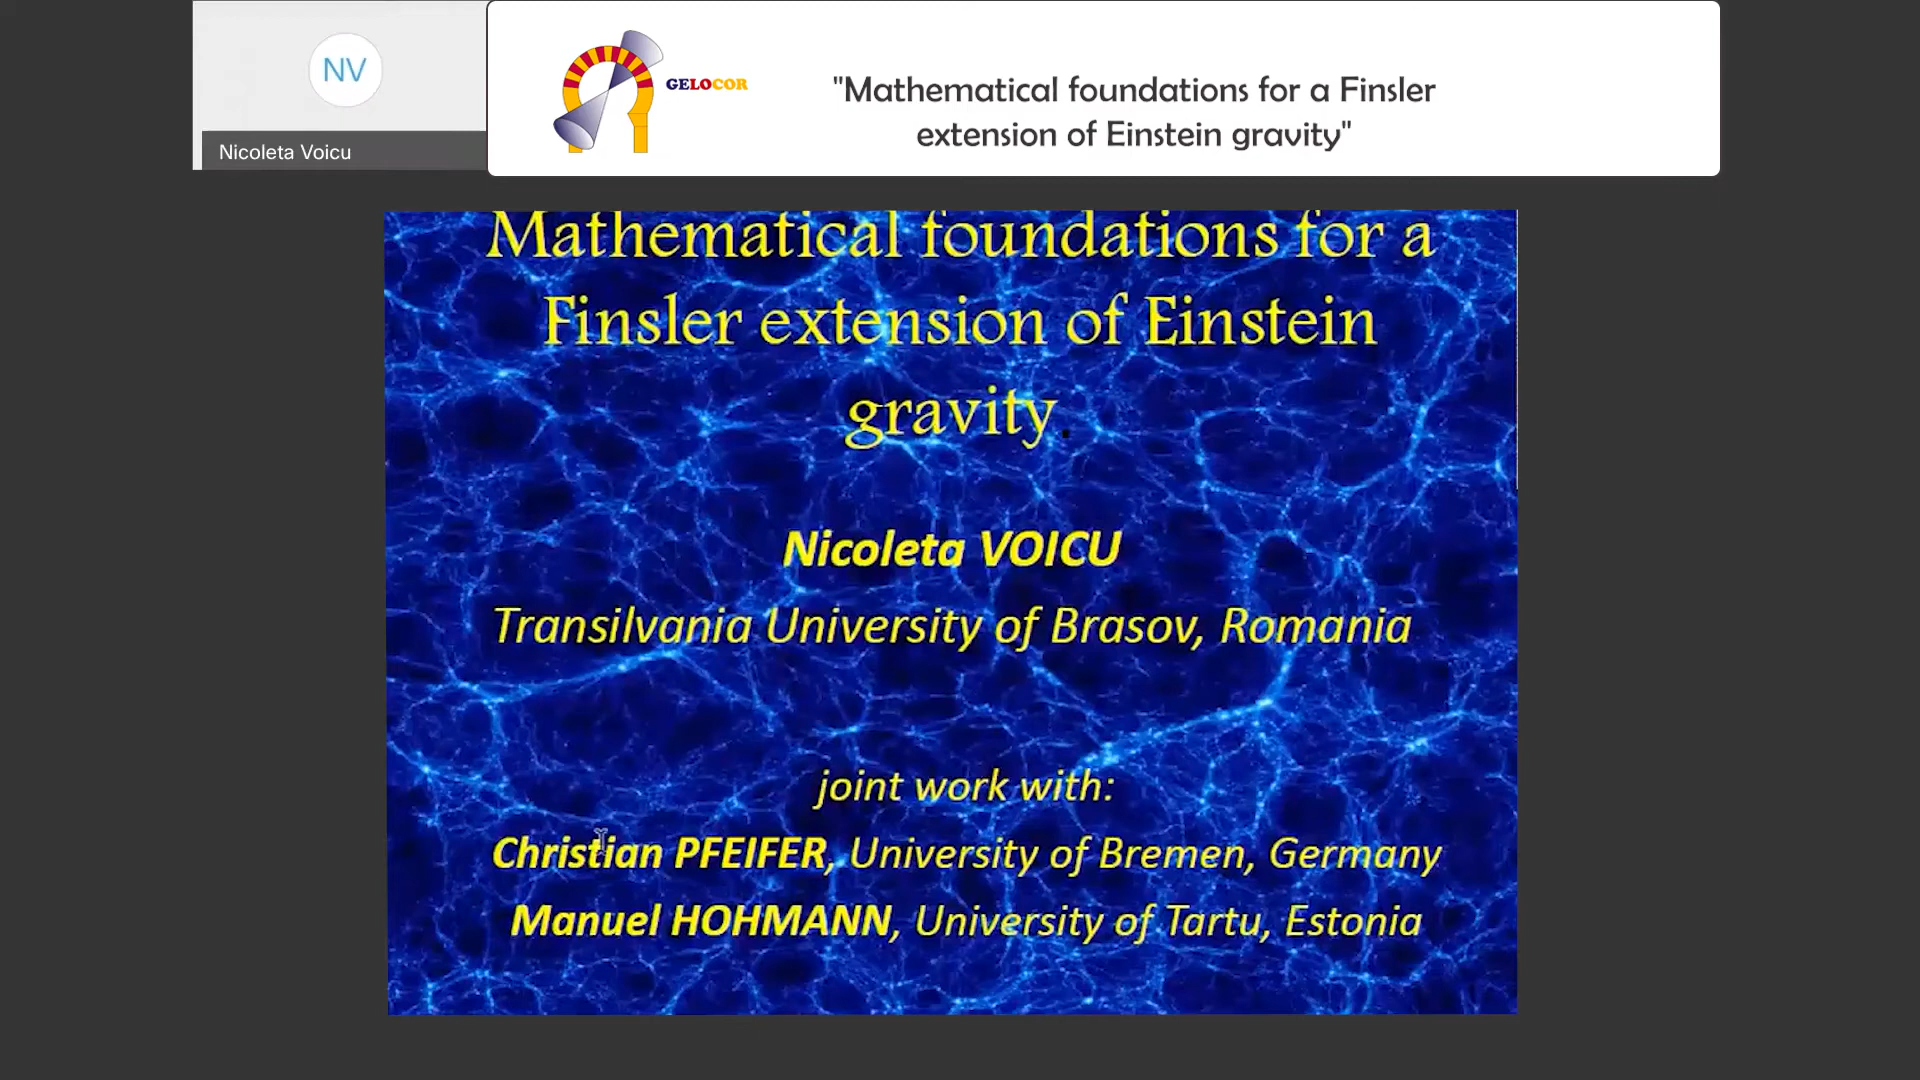 NV
Nicoleta Voicu
GELOCOR
"Mathematical foundations for a Finsler
extension of Einstein gravity"
Mathematical foundations for a
Finsler extension of Einstein
gravity.
Nicoleta VOICU
Transilvania University of Brasov, Romania
joint work with:
Christian PFEIFER, University of Bremen, Germany
Manuel HOHMANN, University of Tartu, Estonia